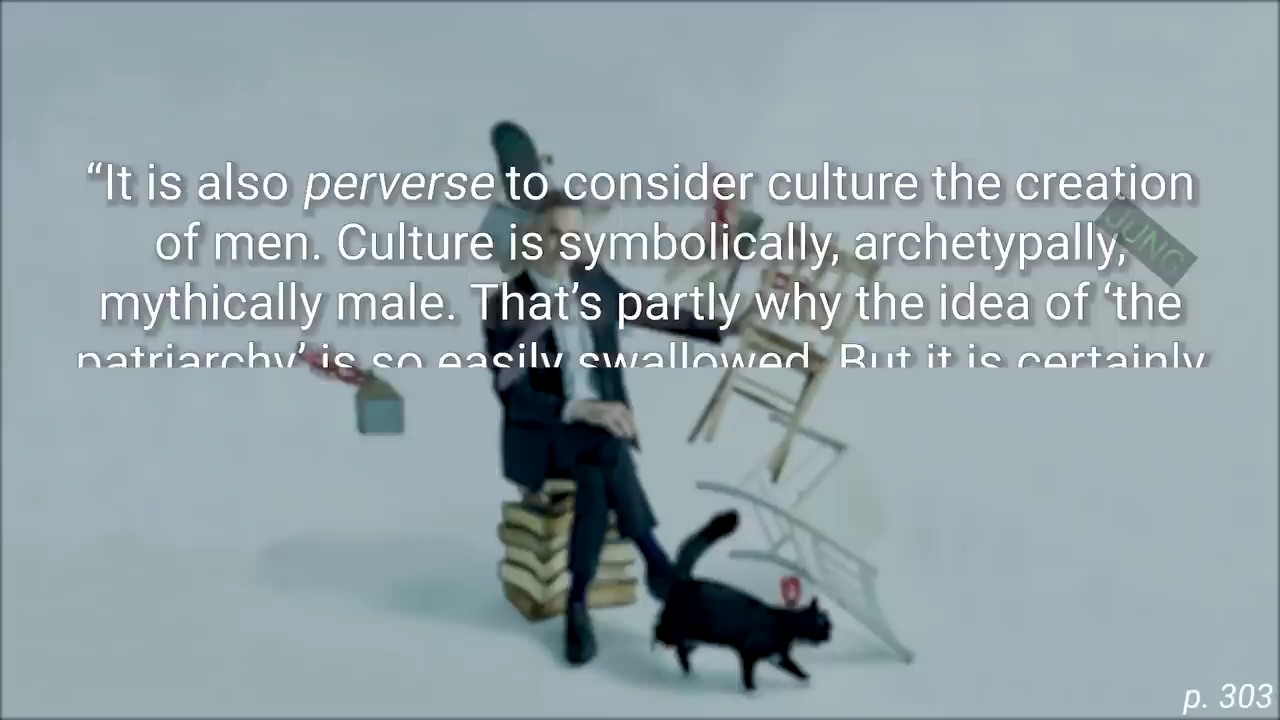 “It is also perverse to consider culture the creation
of men. Culture is symbolically, archetypally,
mythically male. That’s partly why the idea of ‘the
patriarchy’ is so easily swallowed. But it is certainly
JUNG
p. 303